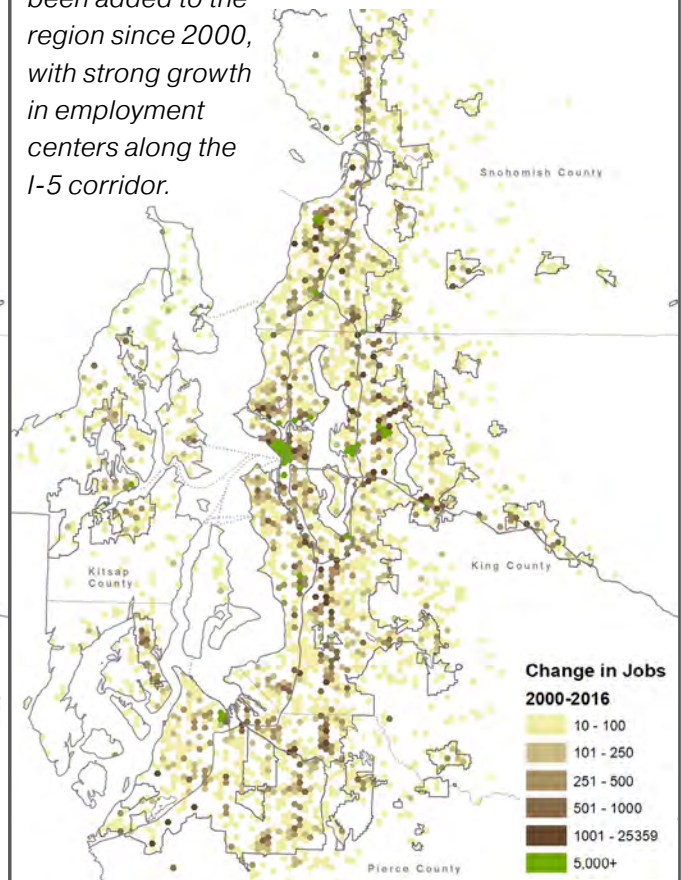 been added to the
region since 2000,
with strong growth
in employment
centers along the
I-5 corridor.
Snohomish County
Kitsap
County
King County
Change in Jobs
2000-2016
10 - 100
101 - 250
251 - 500
501 - 1000
1001 - 25359
5,000+
Pierce County